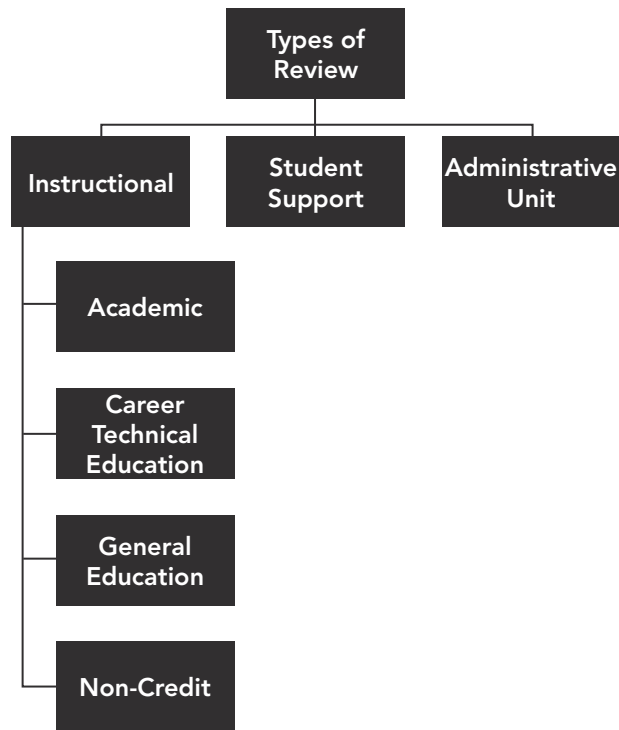 Types of
Review
Instructional
Student
Support
Administrative
Unit
Academic
Career
Technical
Education
General
Education
Non-Credit